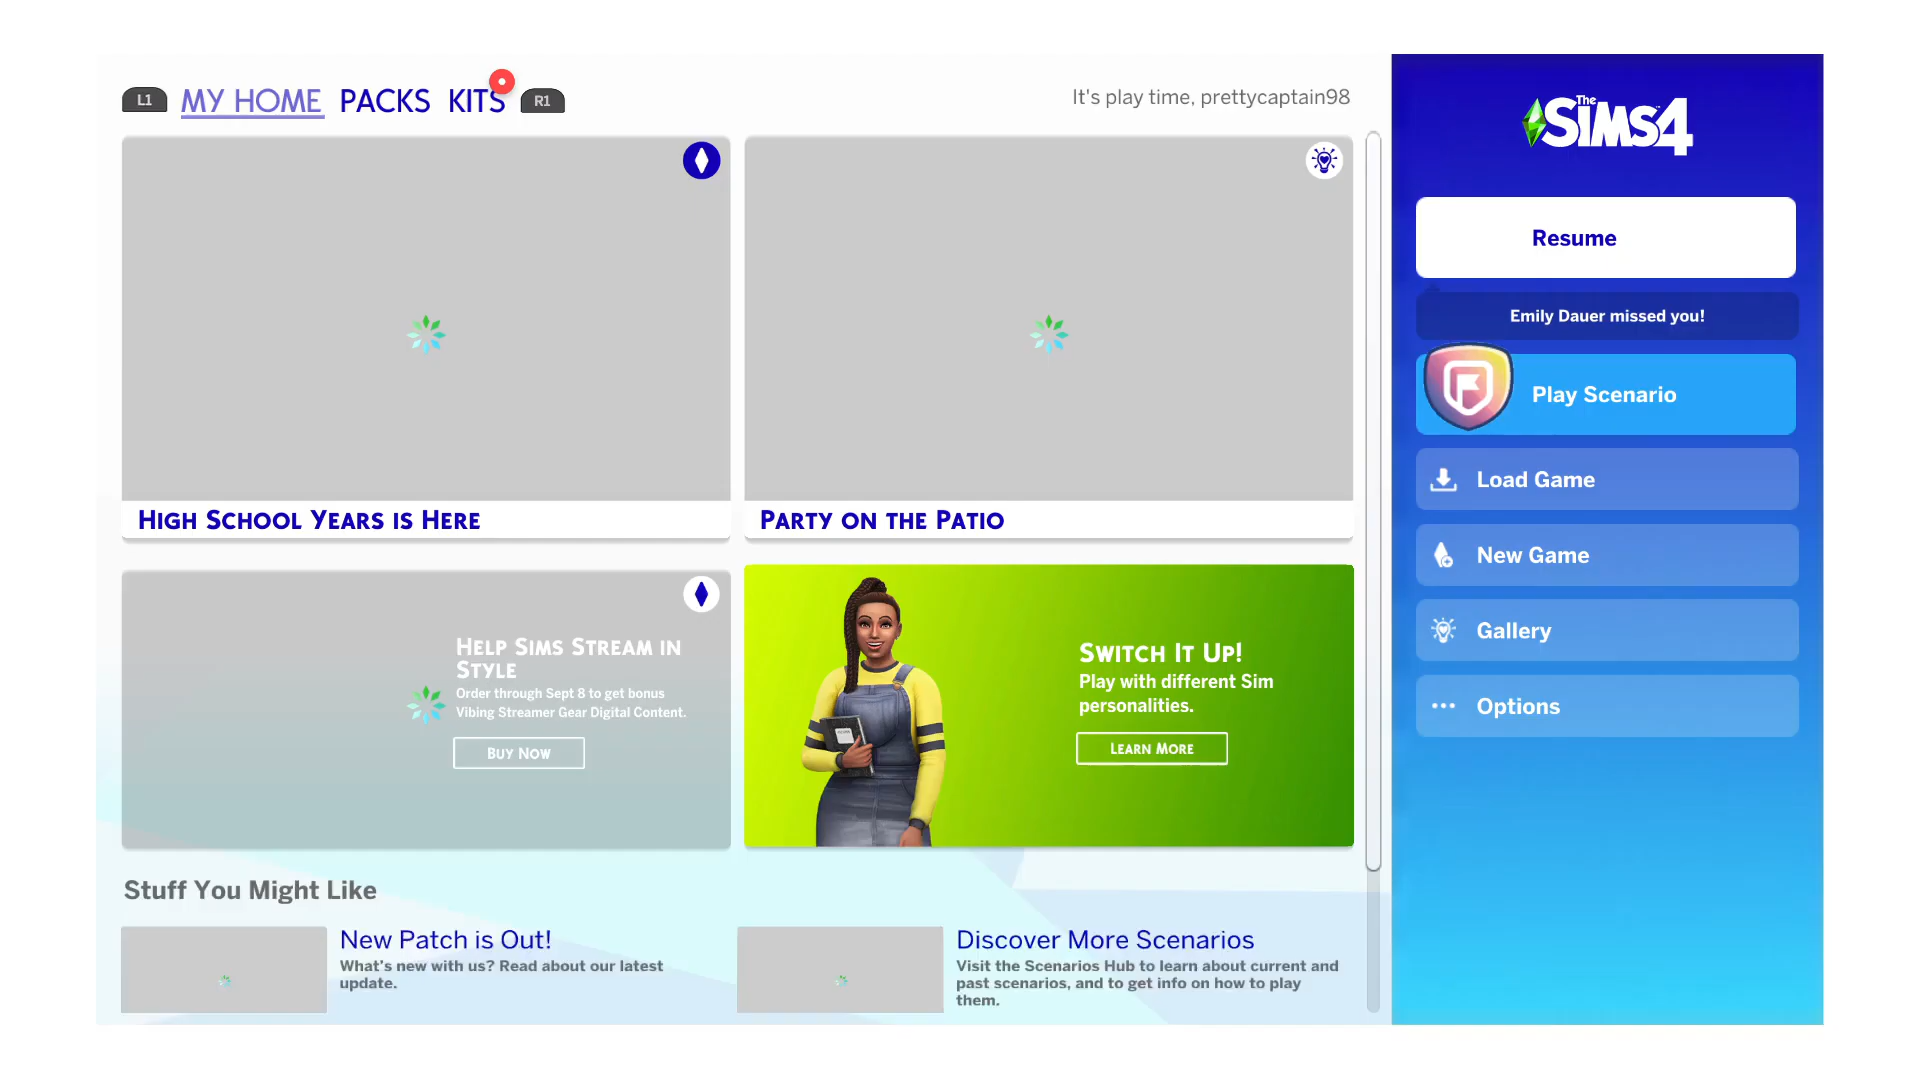 L1 MY HOME PACKS KITS R1
It's play time, prettycaptain98
The SiMS4
Resume
Emily Dauer missed you!
Play Scenario
Load Game
New Game
Gallery
Options
High School Years is Here
Party on the Patio
Help Sims Stream in
Style
Order through Sept 8 to get bonus
Vibing Streamer Gear Digital Content.
Buy Now
Switch It Up!
Play with different Sim
personalities.
Learn More
Stuff You Might Like
New Patch is Out!
What's new with us? Read about our latest
update.
Discover More Scenarios
Visit the Scenarios Hub to learn about current and
past scenarios, and to get info on how to play
them.